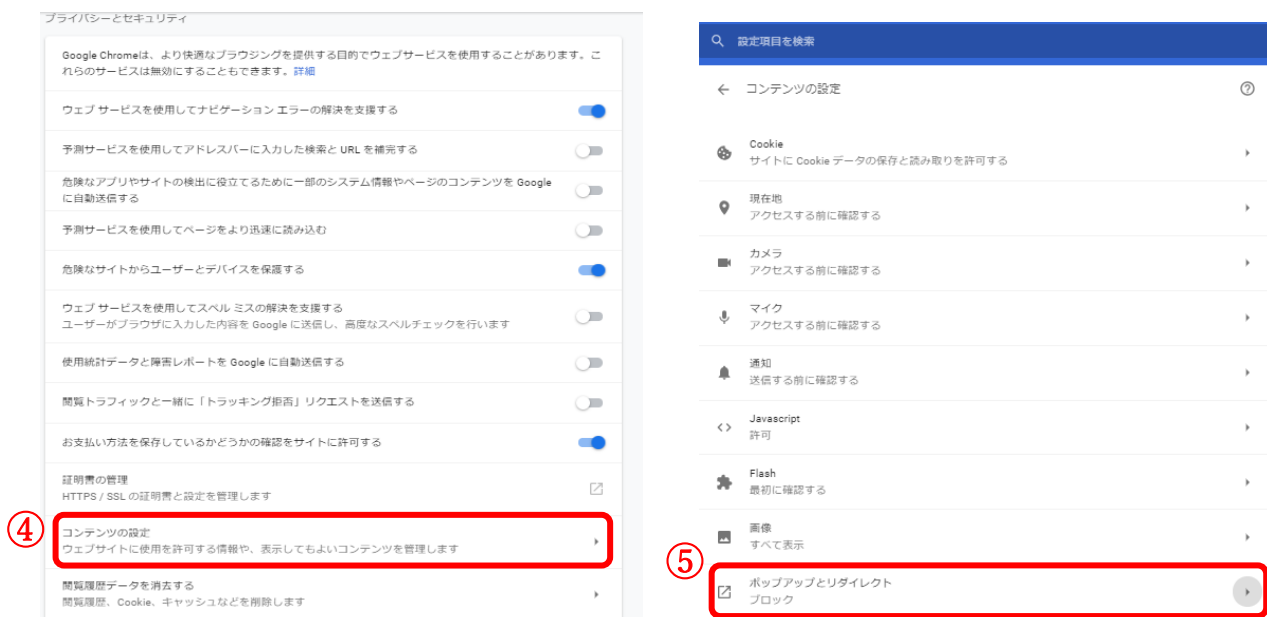 プライバシーとセキュリティ
Google Chromeは、より快適なブラウジングを提供する目的でウェブサービスを使用することがあります。こ
れらのサービスは無効にすることもできます。詳細
ウェブ サービスを使用してナビゲーション エラーの解決を支援する
予測サービスを使用してアドレスバーに入力した検索と URL を補完する
危険なアプリやサイトの検出に役立てるために一部のシステム情報やページのコンテンツを Google
に自動送信する
予測サービスを使用してページをより迅速に読み込む
危険なサイトからユーザーとデバイスを保護する
ウェブ サービスを使用してスペル ミスの解決を支援する
ユーザーがブラウザに入力した内容を Google に送信し、高度なスペルチェックを行います
使用統計データと障害レポートを Google に自動送信する
閲覧トラフィックと一緒に「トラッキング拒否」リクエストを送信する
お支払い方法を保存しているかどうかの確認をサイトに許可する
証明書の管理
HTTPS / SSL の証明書と設定を管理します
④
コンテンツの設定
ウェブサイトに使用を許可する情報や、表示してもよいコンテンツを管理します
閲覧履歴データを消去する
閲覧履歴、Cookie、キャッシュなどを削除します
設定項目を検索
コンテンツの設定
Cookie
サイトに Cookie データの保存と読み取りを許可する
現在地
アクセスする前に確認する
カメラ
アクセスする前に確認する
マイク
アクセスする前に確認する
通知
送信する前に確認する
Javascript
許可
Flash
最初に確認する
画像
すべて表示
⑤
ポップアップとリダイレクト
ブロック